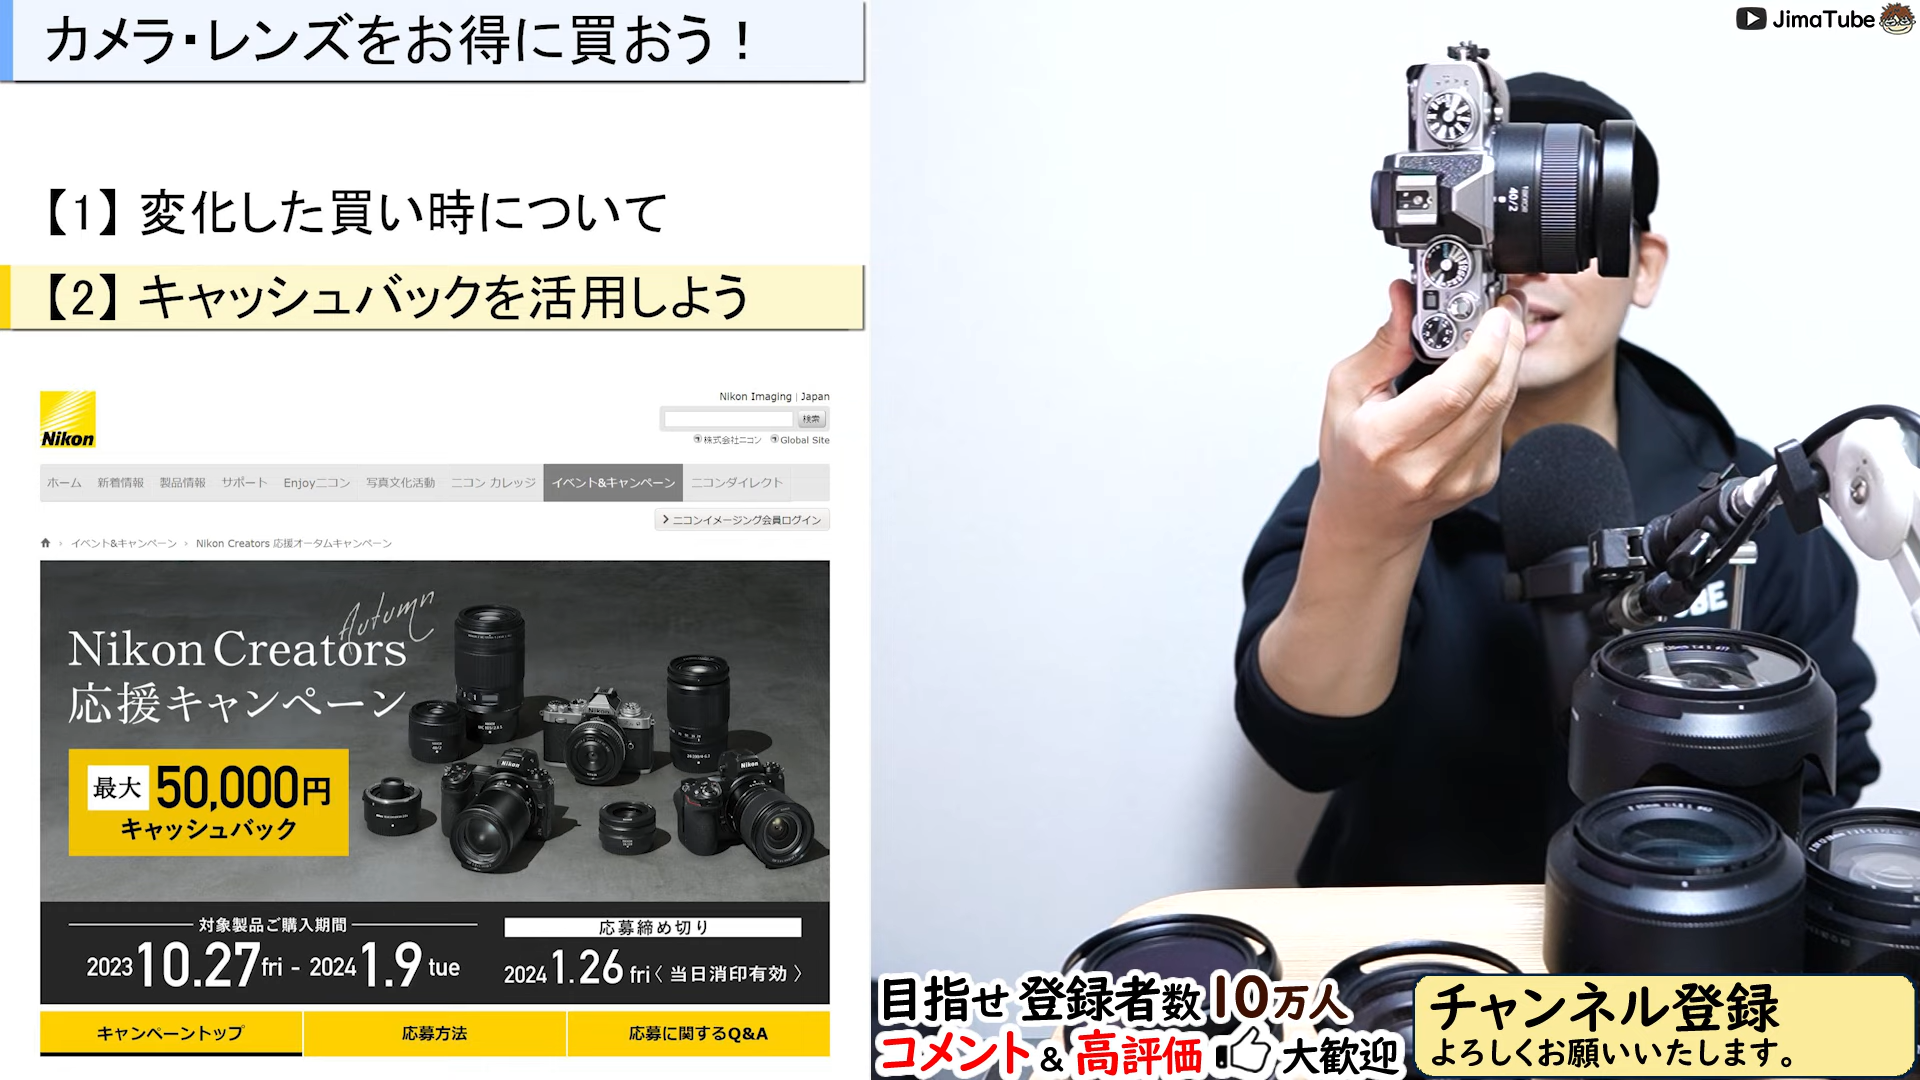 カメラ・レンズをお得に買おう！
【1】変化した買い時について
【2】キャッシュバックを活用しよう
Nikon
Nikon Imaging | Japan
検索
株式会社ニコン Global Site
ホーム 新着情報 製品情報 サポート Enjoyニコン 写真文化活動 ニコン カレッジ イベント&キャンペーン ニコンダイレクト
ニコンイメージング会員ログイン
イベント&キャンペーン › Nikon Creators 応援オータムキャンペーン
Autumn
Nikon Creators
応援キャンペーン
最大 50,000円
キャッシュバック
対象製品ご購入期間
2023 10.27 fri - 2024 1.9 tue
応募締め切り
2024 1.26 fri〈 当日消印有効 〉
キャンペーントップ 応募方法 応募に関するQ&A
JimaTube
40/2
目指せ 登録者数 10万人
コメント & 高評価 大歓迎
チャンネル登録
よろしくお願いいたします。